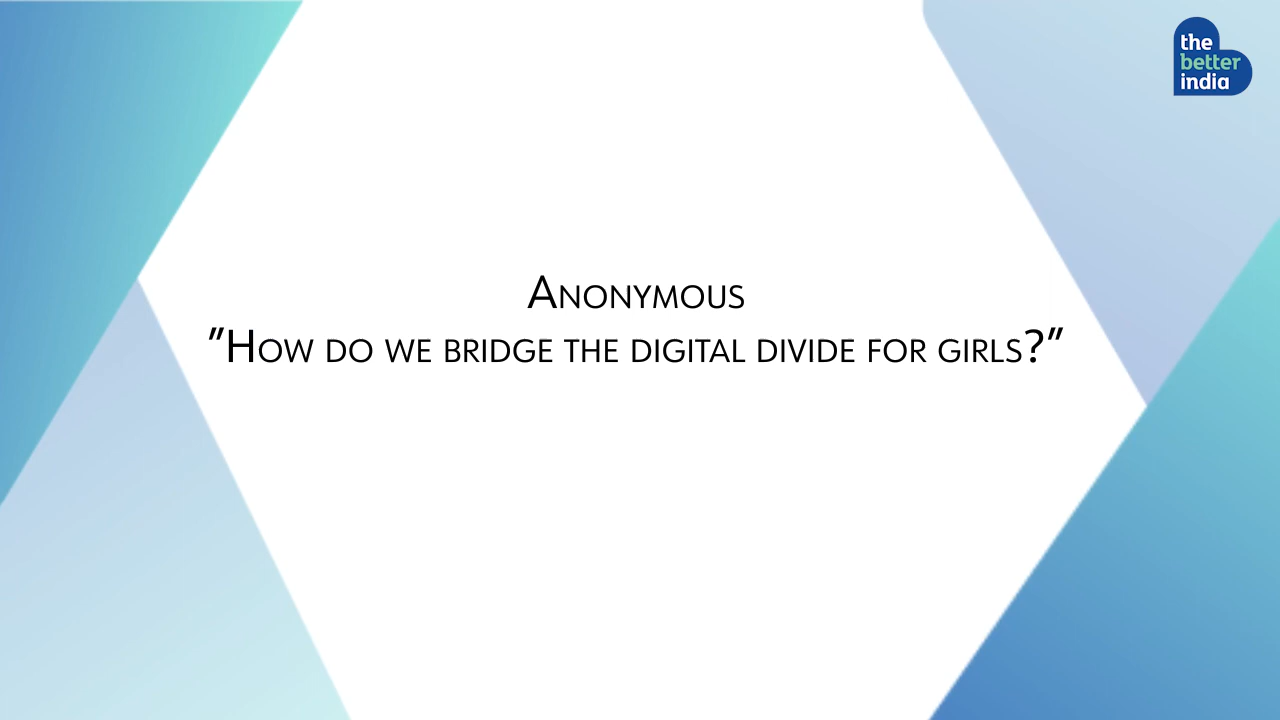 the
better
india
Anonymous
"How do we bridge the digital divide for girls?"